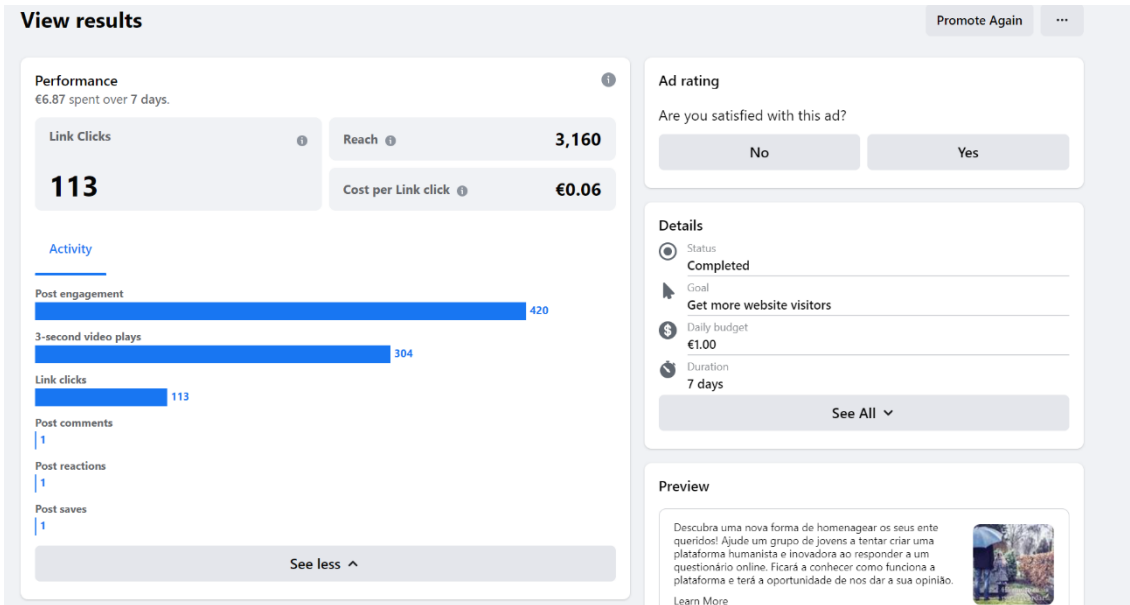 View results
Promote Again
...
Performance
€6.87 spent over 7 days.
Link Clicks
113
Reach
3,160
Cost per Link click
€0.06
Activity
Post engagement
420
3-second video plays
304
Link clicks
113
Post comments
1
Post reactions
1
Post saves
1
See less
Ad rating
Are you satisfied with this ad?
No
Yes
Details
Status
Completed
Goal
Get more website visitors
Daily budget
€1.00
Duration
7 days
See All
Preview
Descubra uma nova forma de homenagear os seus ente
queridos! Ajude um grupo de jovens a tentar criar uma
plataforma humanista e inovadora ao responder a um
questionário online. Ficará a conhecer como funciona a
plataforma e terá a oportunidade de nos dar a sua opinião.
Learn More